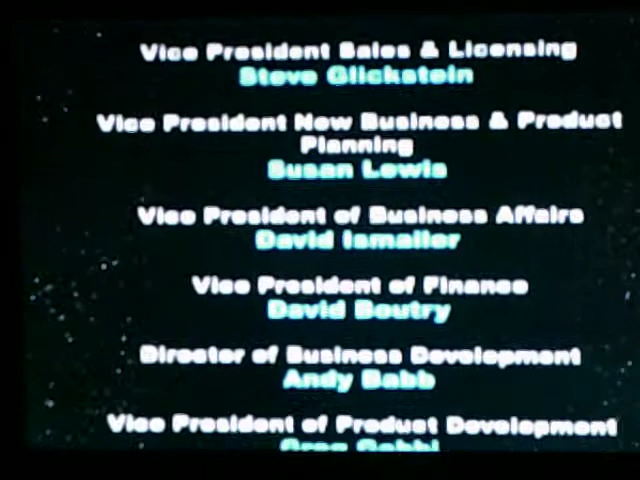 Vice President Sales & Licensing
Steve Glickstein
Vice President New Business & Product
Planning
Susan Lewis
Vice President of Business Affairs
David Ismailer
Vice President of Finance
David Boutry
Director of Business Development
Andy Babb
Vice President of Product Development
Greg